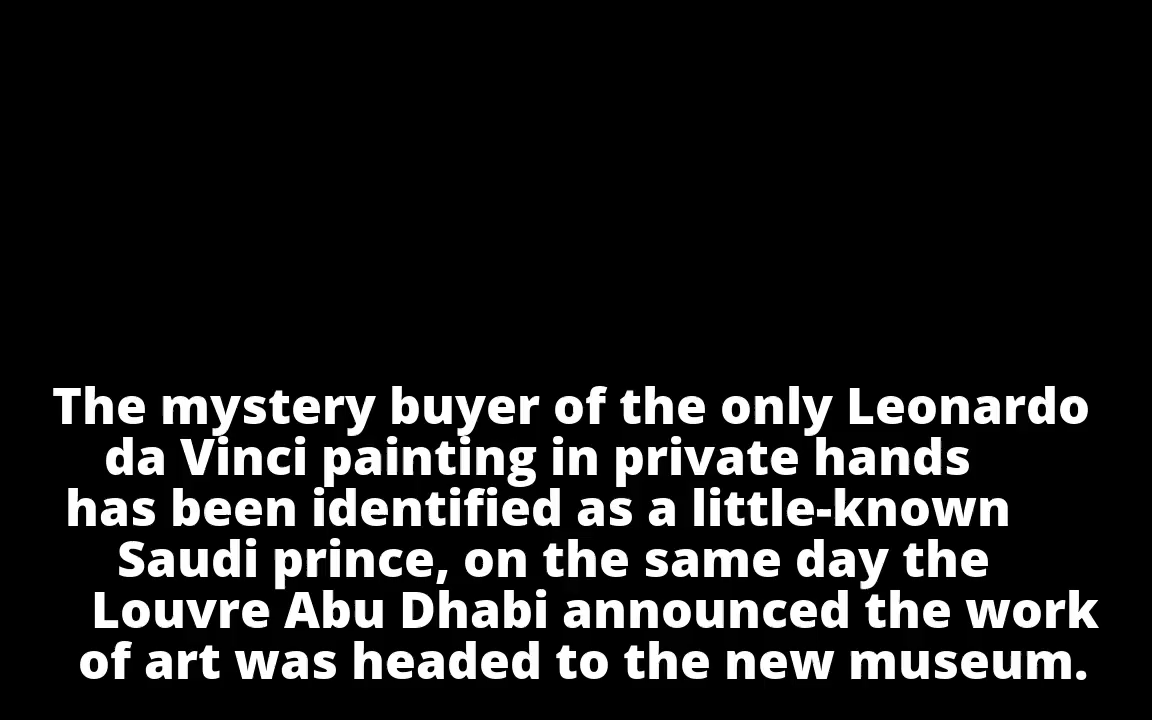 The mystery buyer of the only Leonardo
da Vinci painting in private hands
has been identified as a little-known
Saudi prince, on the same day the
Louvre Abu Dhabi announced the work
of art was headed to the new museum.